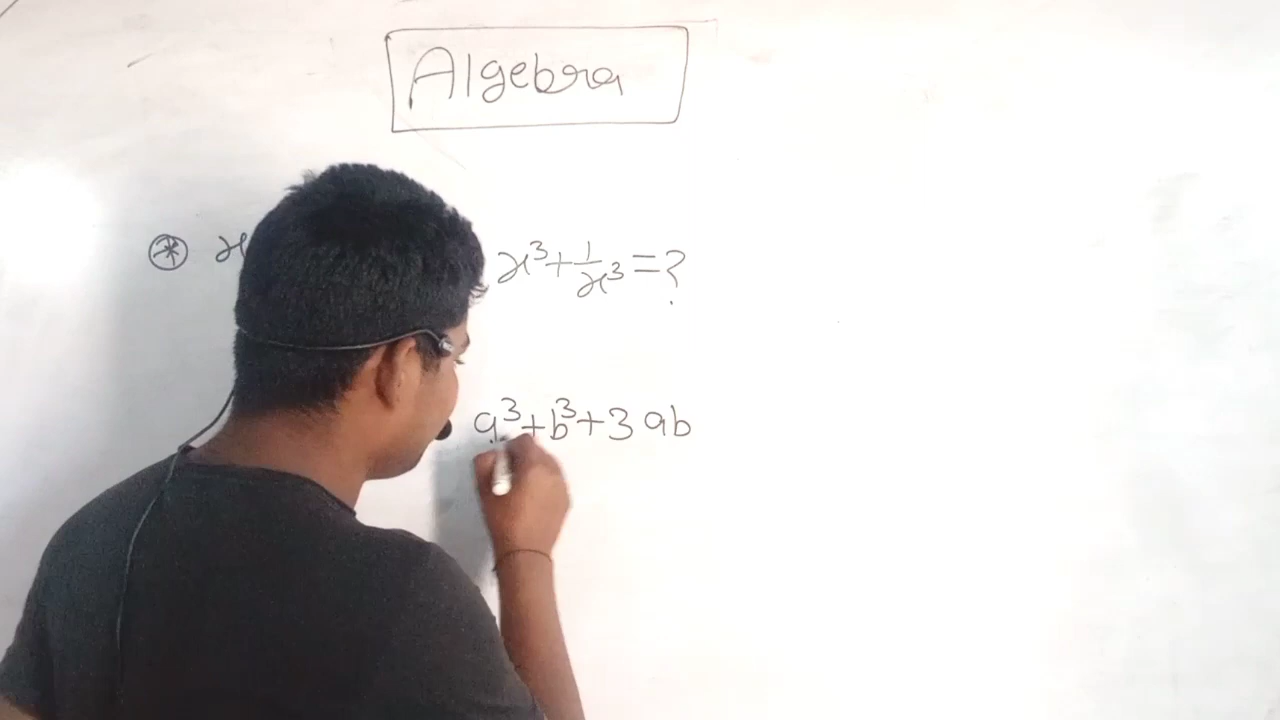 Algebra
⊛ x x³+1/x³=?
a³+b³+3ab